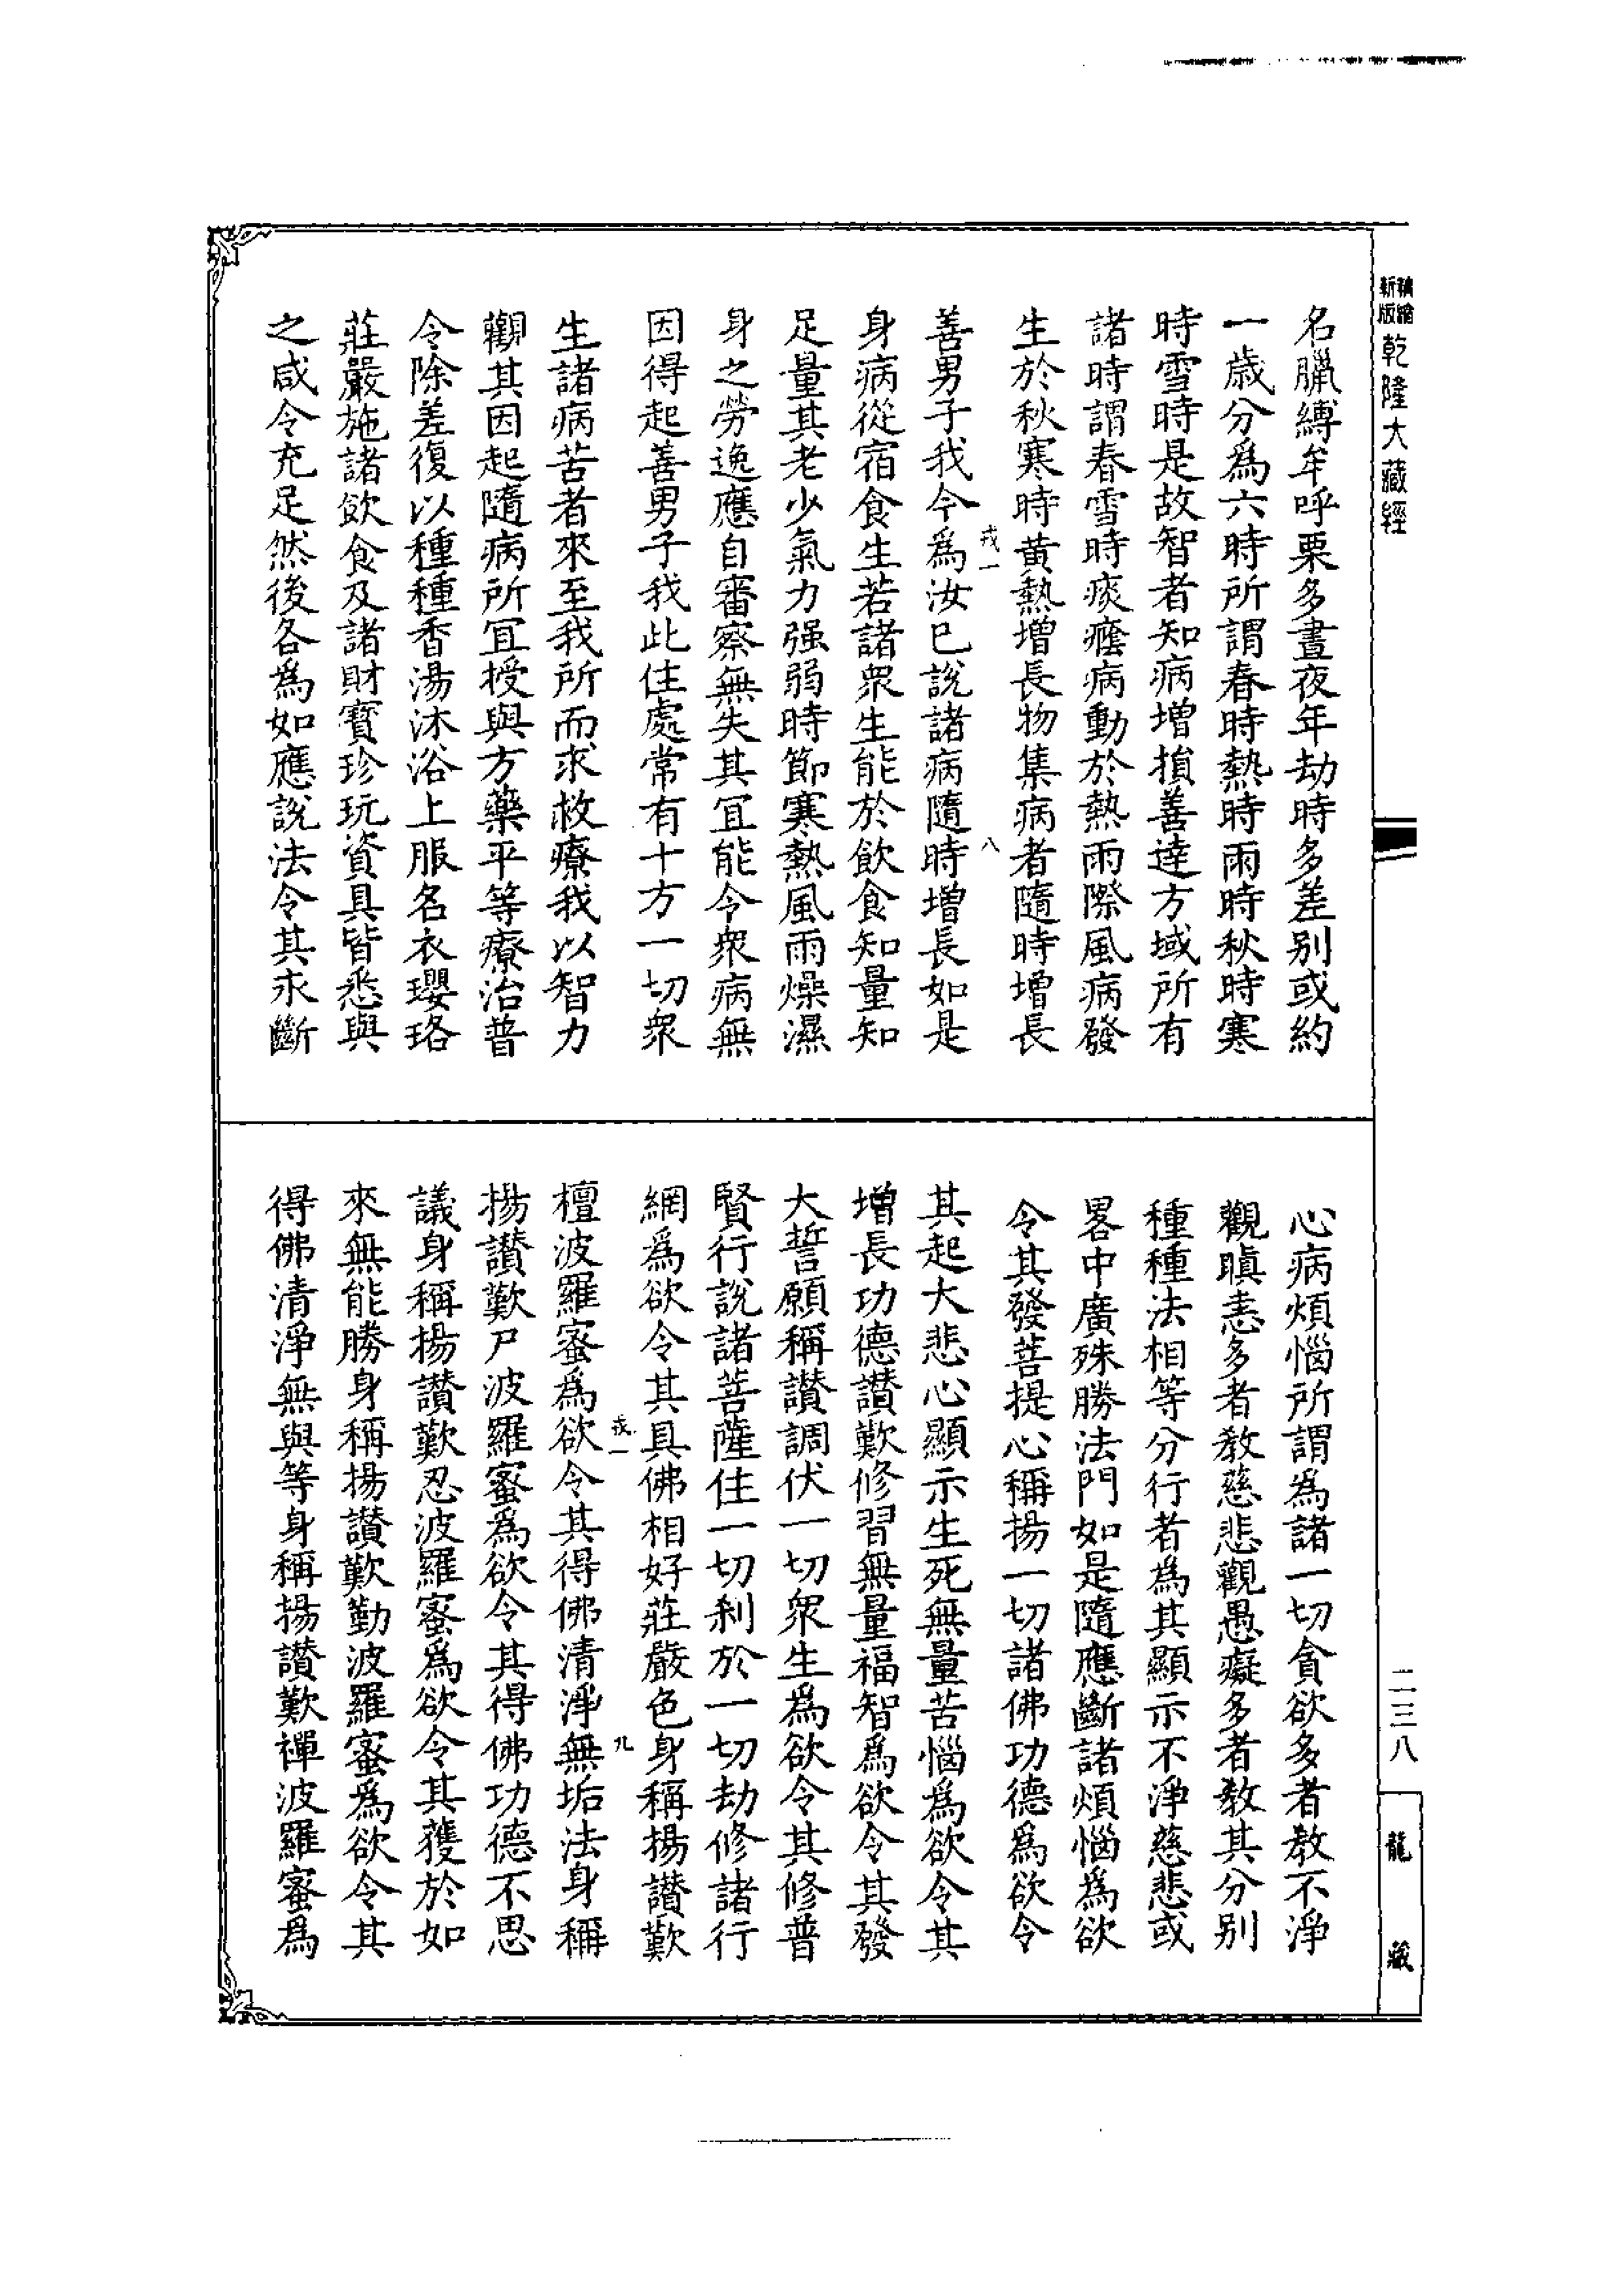 新版精繪 乾隆大藏經
名臘縛牟呼栗多晝夜年劫時多差别或約
一歲分爲六時所謂春時熱時雨時秋時寒
時雪時是故智者知病增損善達方域所有
諸時謂春雪時痰癊病動於熱雨際風病發
生於秋寒時黃熱增長物集病者隨時增長
戎一 八
善男子我今爲汝已說諸病隨時增長如是
身病從宿食生若諸衆生能於飲食知量知
足量其老少氣力强弱時節寒熱風雨燥濕
身之勞逸應自審察無失其宜能令衆病無
因得起善男子我此住處常有十方一切衆
生諸病苦者來至我所而求救療我以智力
觀其因起隨病所宜授與方藥平等療治普
令除差復以種種香湯沐浴上服名衣瓔珞
莊嚴施諸飲食及諸財寶珍玩資具皆悉與
之咸令充足然後各爲如應說法令其永斷
心病煩惱所謂爲諸一切貪欲多者教不淨
觀瞋恚多者教慈悲觀愚癡多者教其分别
種種法相等分行者爲其顯示不淨慈悲或
畧中廣殊勝法門如是隨應斷諸煩惱爲欲
令其發菩提心稱揚一切諸佛功德爲欲令
其起大悲心顯示生死無量苦惱爲欲令其
增長功德讚歎修習無量福智爲欲令其發
大誓願稱讚調伏一切衆生爲欲令其修普
賢行說諸菩薩住一切刹於一切劫修諸行
網爲欲令其具佛相好莊嚴色身稱揚讚歎
戎一 九
檀波羅蜜爲欲令其得佛清淨無垢法身稱
揚讚歎尸波羅蜜爲欲令其得佛功德不思
議身稱揚讚歎忍波羅蜜爲欲令其獲於如
來無能勝身稱揚讚歎勤波羅蜜爲欲令其
得佛清淨無與等身稱揚讚歎禪波羅蜜爲
二三八
龍藏